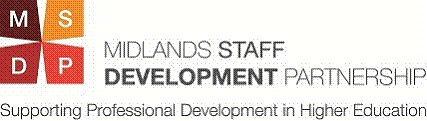 M S
D P
MIDLANDS STAFF
DEVELOPMENT PARTNERSHIP
Supporting Professional Development in Higher Education